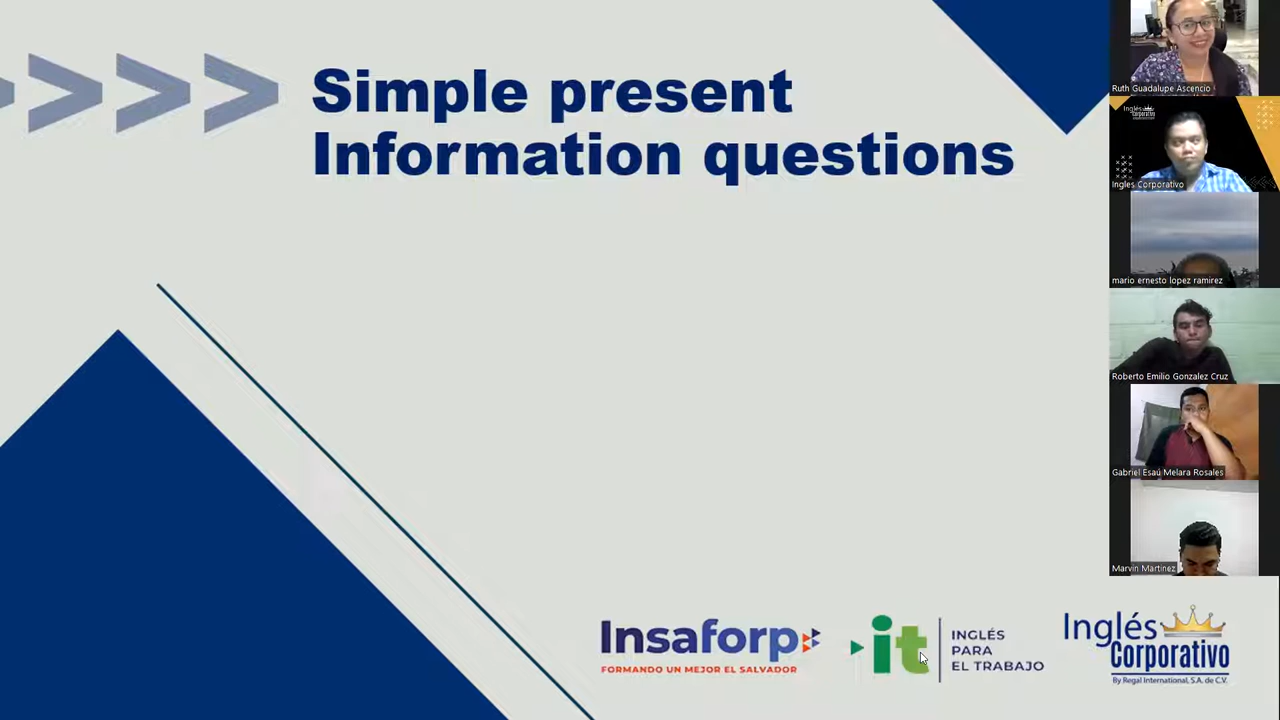 Simple present
Information questions
Ruth Guadalupe Ascencio
Inglés
Corporativo
Ingles Corporativo
mario ernesto lopez ramirez
Roberto Emilio Gonzalez Cruz
Gabriel Esaú Melara Rosales
Marvin Martinez
Insaforp
FORMANDO UN MEJOR EL SALVADOR
it
INGLÉS
PARA
EL TRABAJO
Inglés
Corporativo
By Regal International, S.A. de C.V.